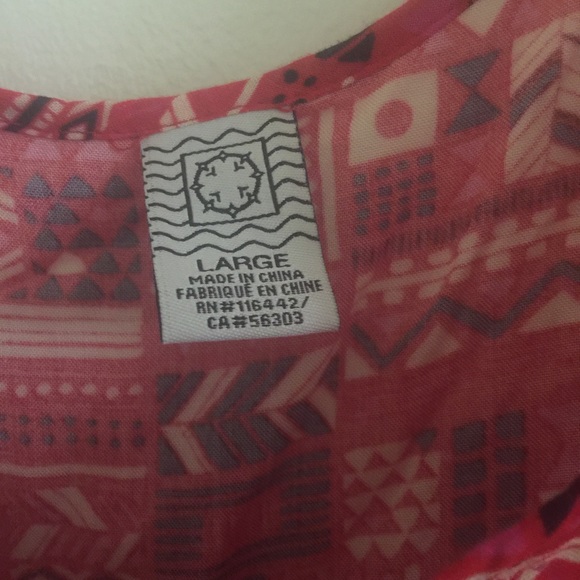 LARGE
MADE IN CHINA
FABRIQUÉ EN CHINE
RN#116442/
CA#56303